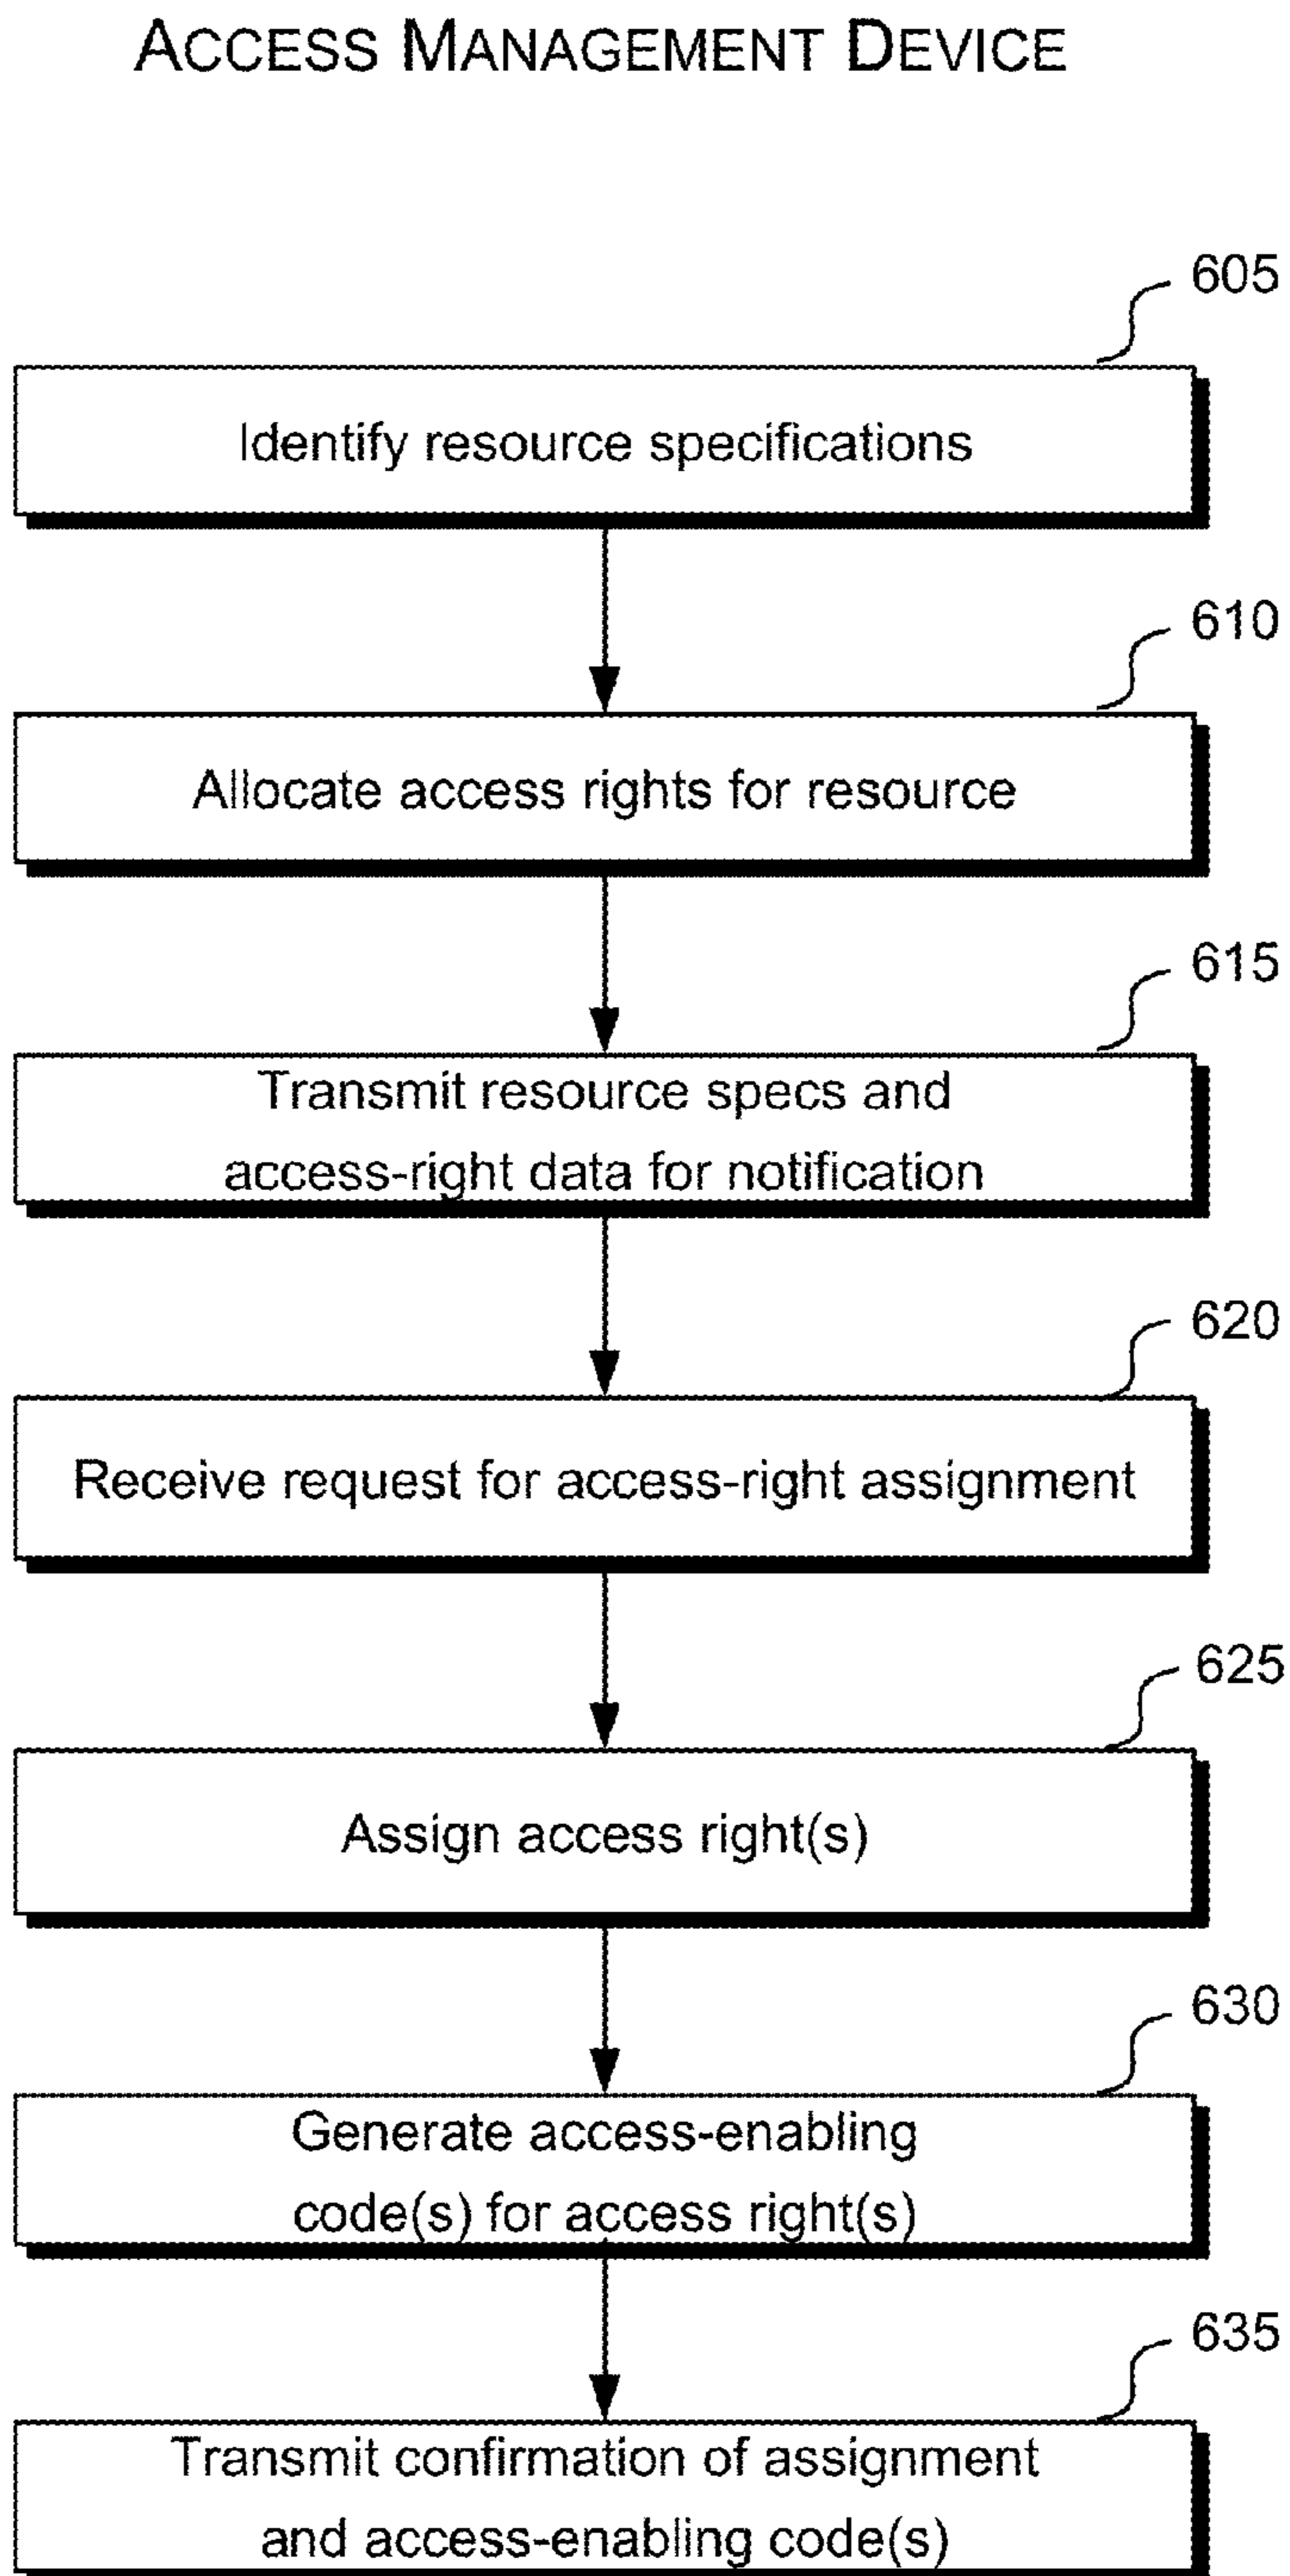 ACCESS MANAGEMENT DEVICE
605
Identify resource specifications
610
Allocate access rights for resource
615
Transmit resource specs and
access-right data for notification
620
Receive request for access-right assignment
625
Assign access right(s)
630
Generate access-enabling
code(s) for access right(s)
635
Transmit confirmation of assignment
and access-enabling code(s)